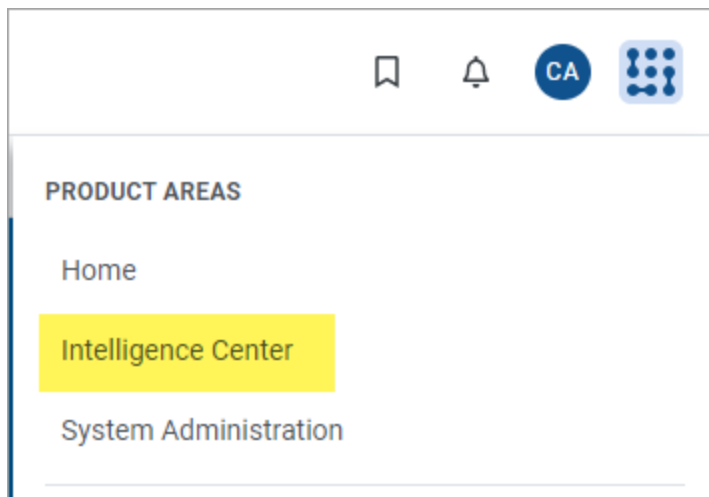 CA
PRODUCT AREAS
Home
Intelligence Center
System Administration